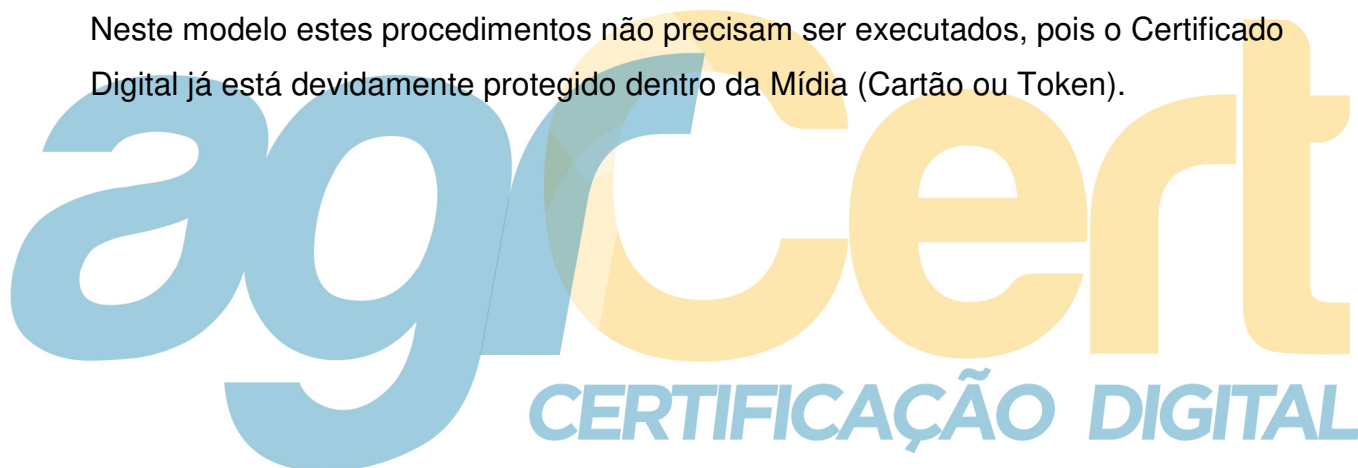 Neste modelo estes procedimentos não precisam ser executados, pois o Certificado
Digital já está devidamente protegido dentro da Mídia (Cartão ou Token).
agrCert
CERTIFICAÇÃO DIGITAL